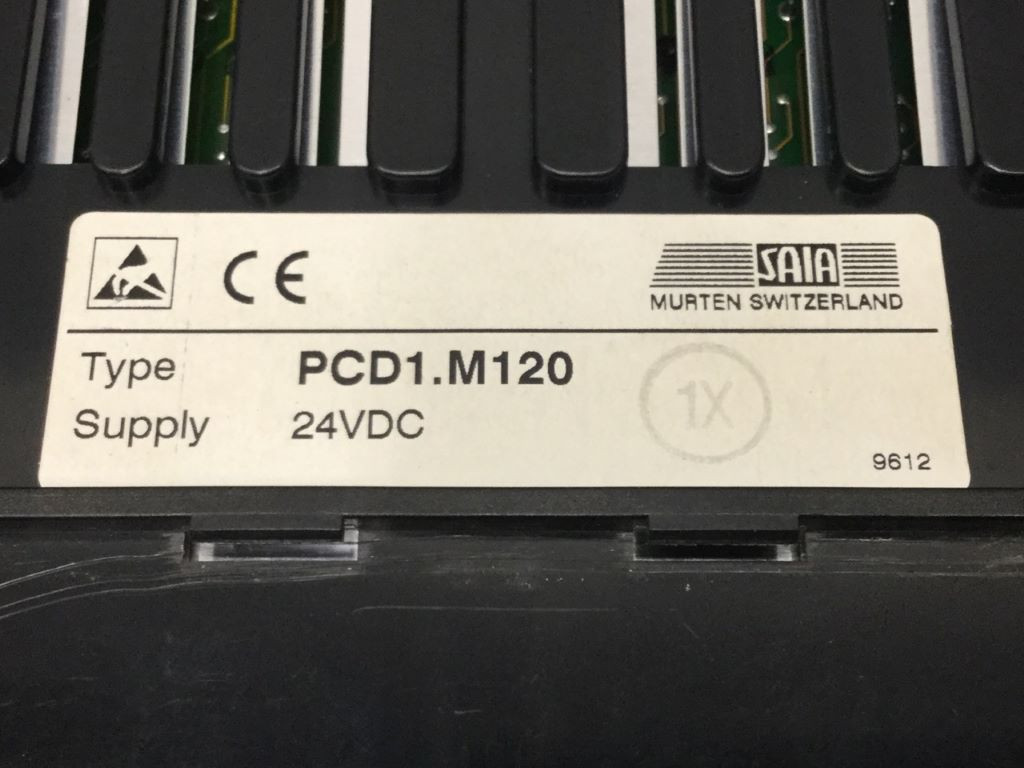 CE
SAIA
MURTEN SWITZERLAND
Type PCD1.M120
Supply 24VDC
1X
9612